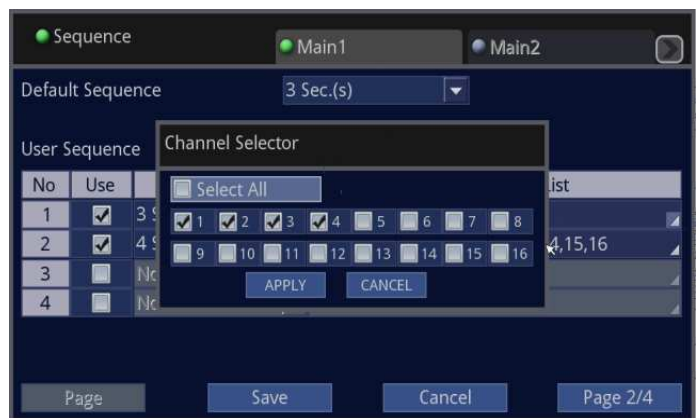 Sequence Main1 Main2
Default Sequence 3 Sec.(s)
User Sequence Channel Selector
No Use Select All
1 3
1 2 3 4 5 6 7 8
2 4 4,15,16
9 10 11 12 13 14 15 16
3
APPLY CANCEL
4
Page Save Cancel Page 2/4